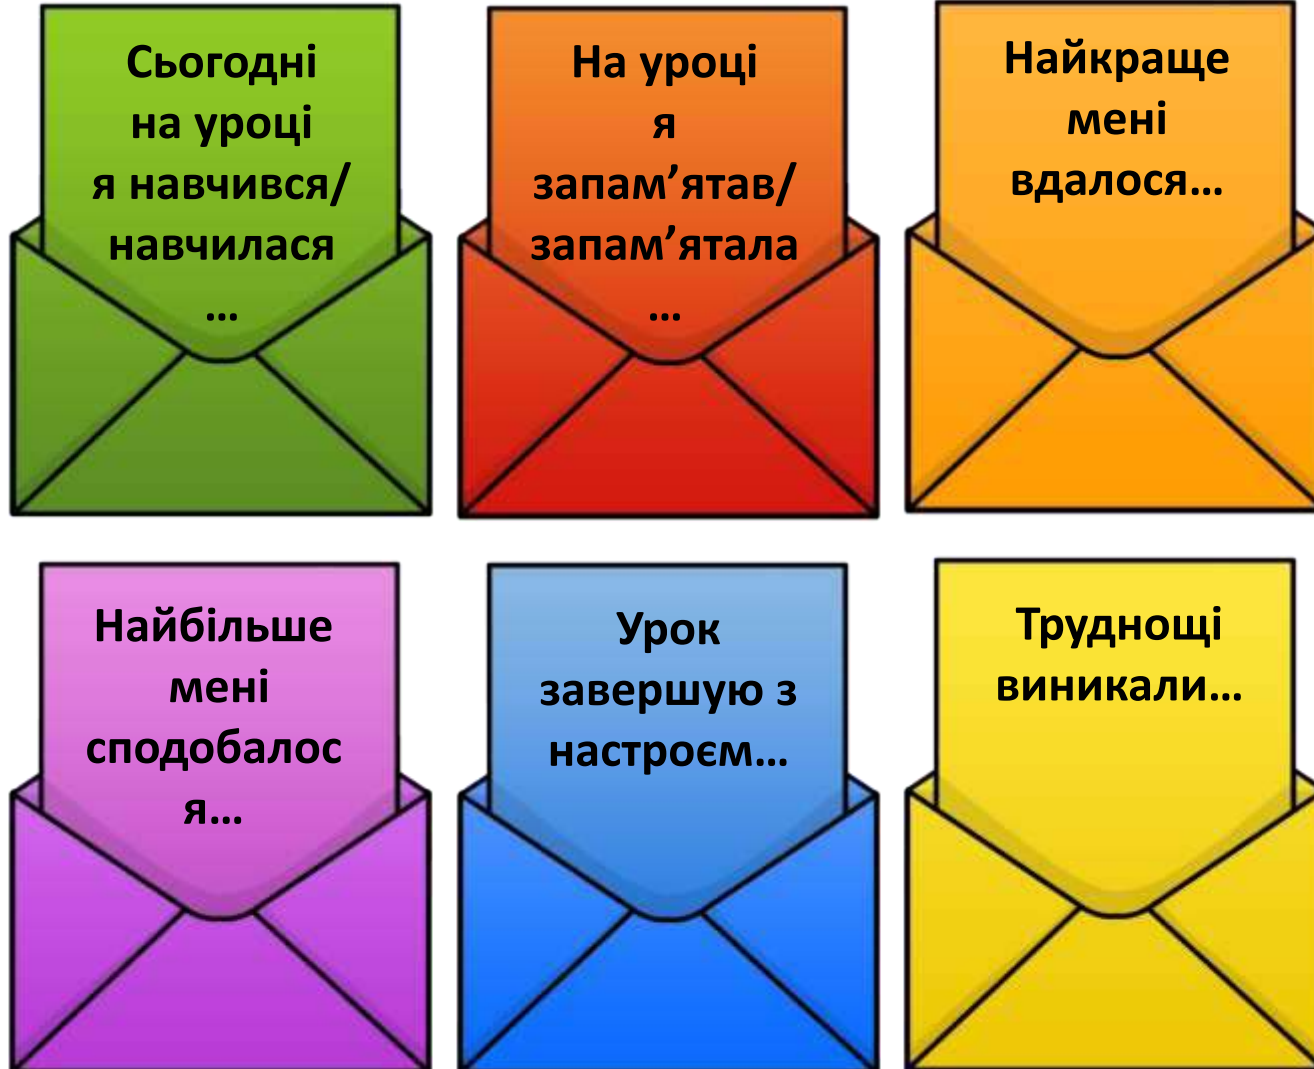 Сьогодні
на уроці
я навчився/
навчилася
...
На уроці
я
запам’ятав/
запам’ятала
...
Найкраще
мені
вдалося...
Найбільше
мені
сподобалос
я...
Урок
завершую з
настроєм...
Труднощі
виникали...